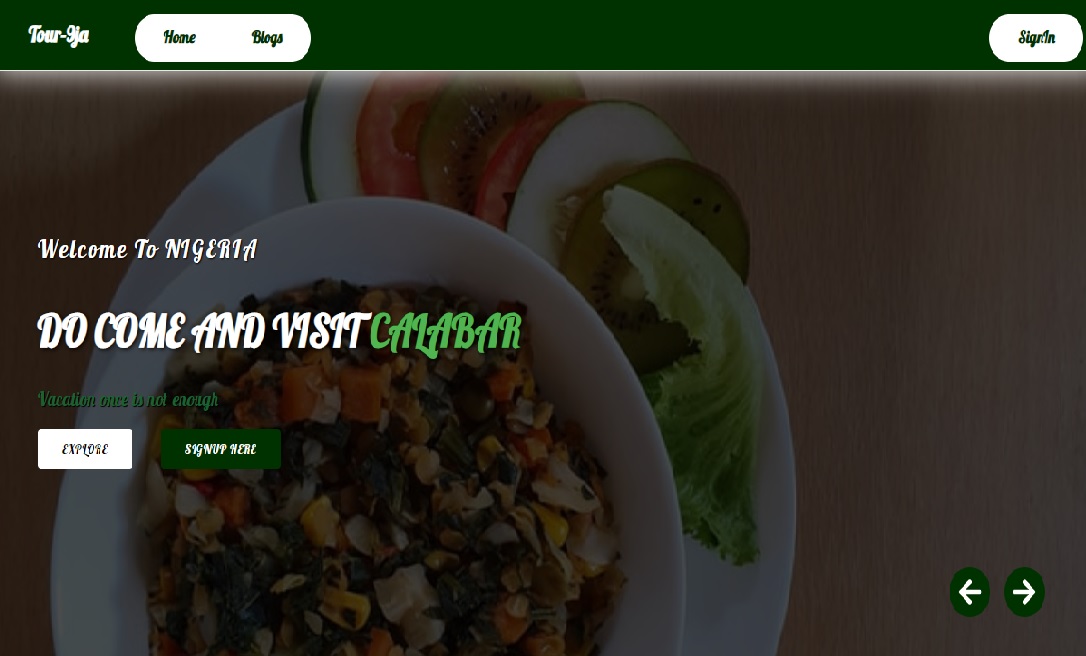 Tour-9ja
Home
Blogs
SignIn
Welcome To NIGERIA
DO COME AND VISIT CALABAR
Vacation once is not enough
EXPLORE
SIGNUP HERE